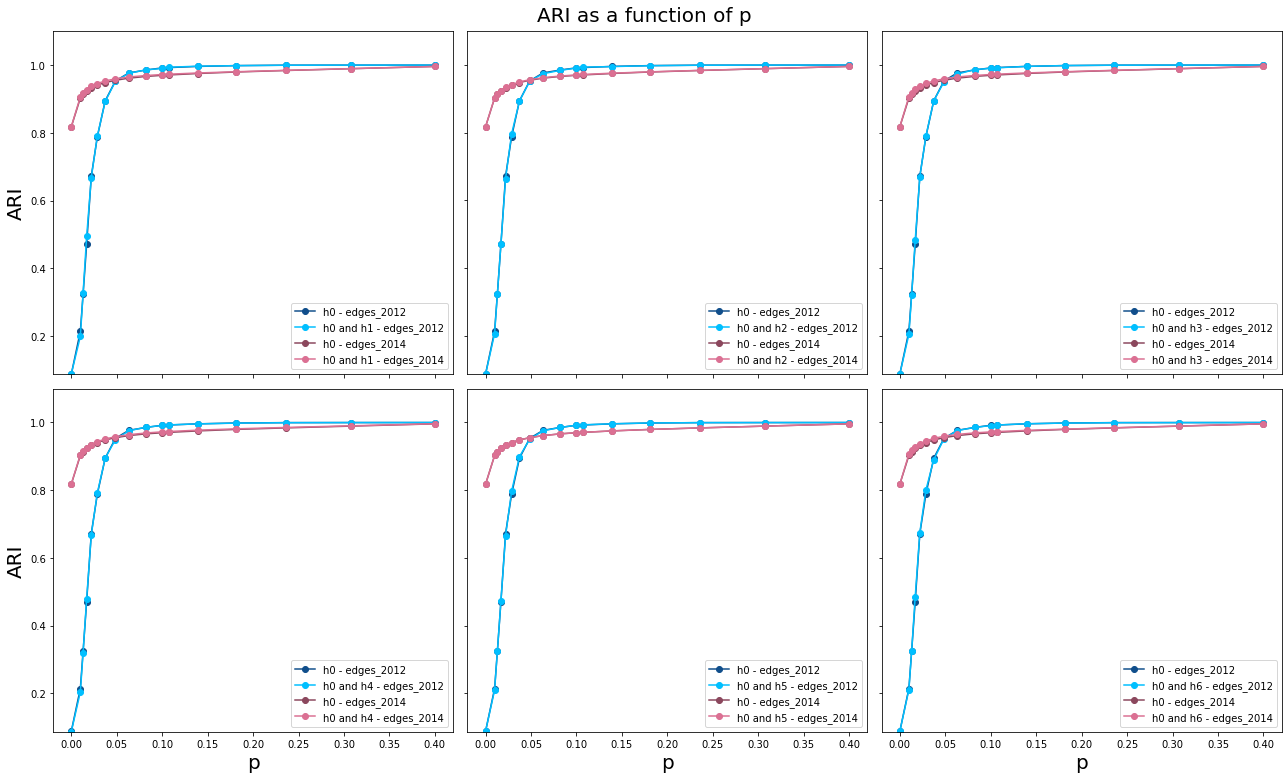 ARI as a function of p
1.0
0.8
0.6
0.4
0.2
ARI
h0 - edges_2012
h0 and h1 - edges_2012
h0 - edges_2014
h0 and h1 - edges_2014
h0 - edges_2012
h0 and h2 - edges_2012
h0 - edges_2014
h0 and h2 - edges_2014
h0 - edges_2012
h0 and h3 - edges_2012
h0 - edges_2014
h0 and h3 - edges_2014
1.0
0.8
0.6
0.4
0.2
ARI
h0 - edges_2012
h0 and h4 - edges_2012
h0 - edges_2014
h0 and h4 - edges_2014
0.00 0.05 0.10 0.15 0.20 0.25 0.30 0.35 0.40
p
h0 - edges_2012
h0 and h5 - edges_2012
h0 - edges_2014
h0 and h5 - edges_2014
0.00 0.05 0.10 0.15 0.20 0.25 0.30 0.35 0.40
p
h0 - edges_2012
h0 and h6 - edges_2012
h0 - edges_2014
h0 and h6 - edges_2014
0.00 0.05 0.10 0.15 0.20 0.25 0.30 0.35 0.40
p